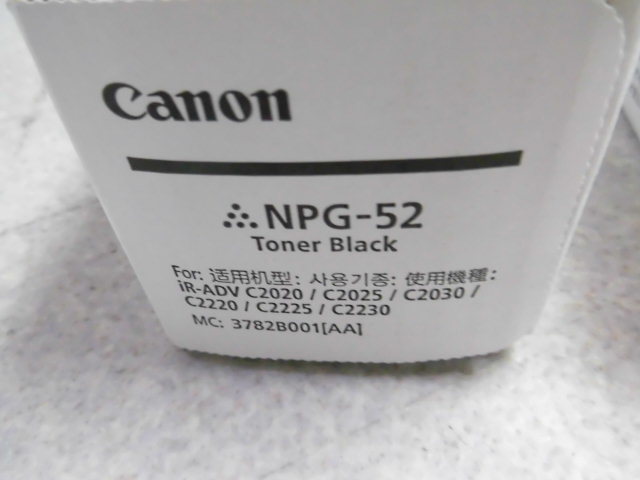 Canon
NPG-52
Toner Black
For: 适用机型: 사용기종: 使用機種:
iR-ADV C2020 / C2025 / C2030 /
C2220 / C2225 / C2230
MC: 3782B001[AA]